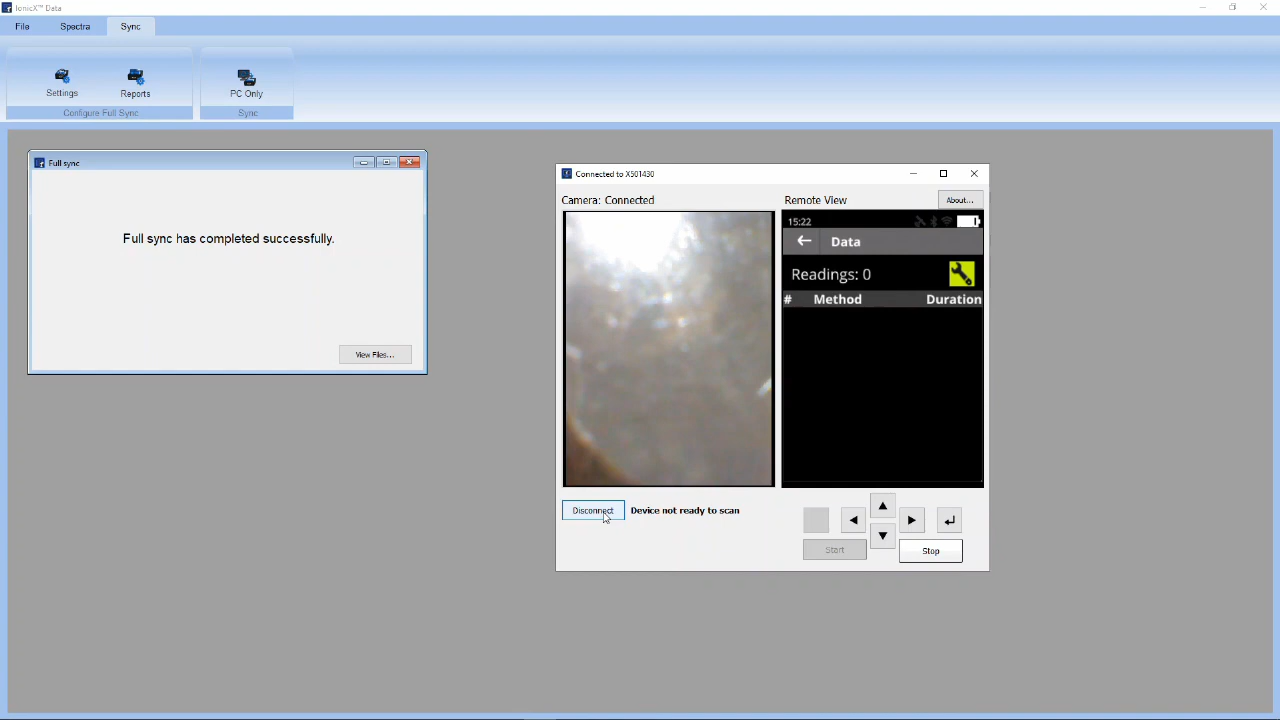 IonicX™ Data
File Spectra Sync
Settings Reports PC Only
Configure Full Sync Sync
Full sync
Full sync has completed successfully.
View Files...
Connected to X501430
Camera: Connected Remote View About...
15:22
Data
Readings: 0
# Method Duration
Disconnect Device not ready to scan
Start Stop